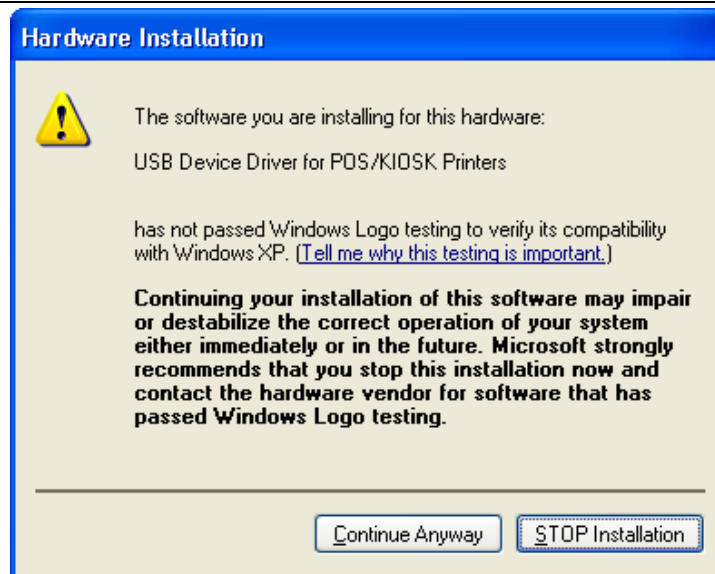 Hardware Installation
The software you are installing for this hardware:
USB Device Driver for POS/KIOSK Printers
has not passed Windows Logo testing to verify its compatibility
with Windows XP. (Tell me why this testing is important.)
Continuing your installation of this software may impair
or destabilize the correct operation of your system
either immediately or in the future. Microsoft strongly
recommends that you stop this installation now and
contact the hardware vendor for software that has
passed Windows Logo testing.
Continue Anyway
STOP Installation